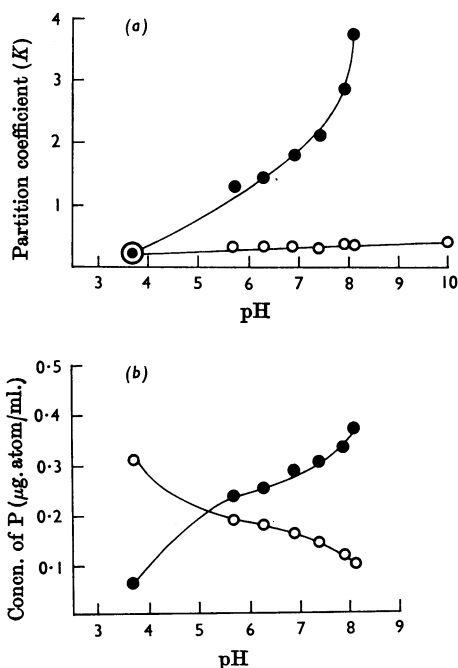 (a)
Partition coefficient (K)
4
3
2
1
3 4 5 6 7 8 9 10
pH
(b)
Concn. of P (μg.atom/ml.)
0·5
0·4
0·3
0·2
0·1
3 4 5 6 7 8 9
pH